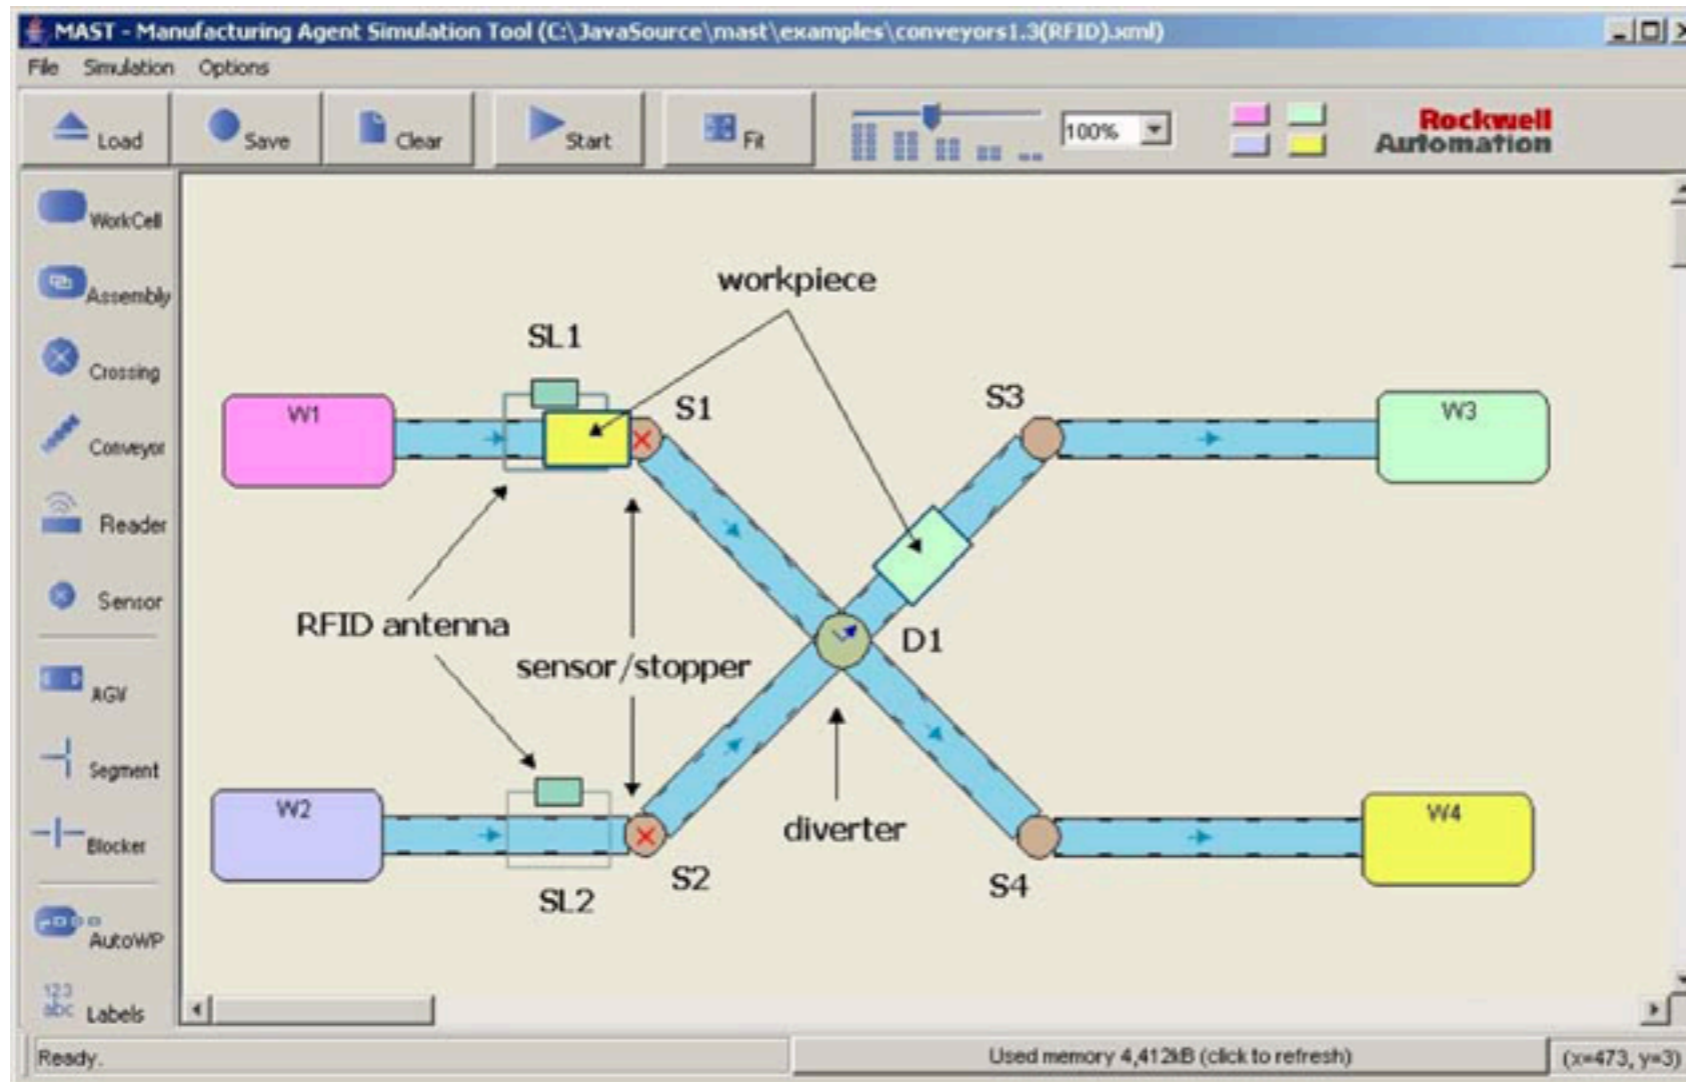 MAST - Manufacturing Agent Simulation Tool (C:\JavaSource\mast\examples\conveyors1.3(RFID).xml)
File Simulation Options
Load Save Clear Start Fit 100% Rockwell
Automation
WorkCell
Assembly
Crossing
Conveyor
Reader
Sensor
AGV
Segment
Blocker
AutoWP
123
abc Labels
workpiece
SL1
S1
S3
W1
W3
RFID antenna
sensor/stopper
D1
W2
W4
diverter
S2
S4
SL2
Ready. Used memory 4,412kB (click to refresh) (x=473, y=3)